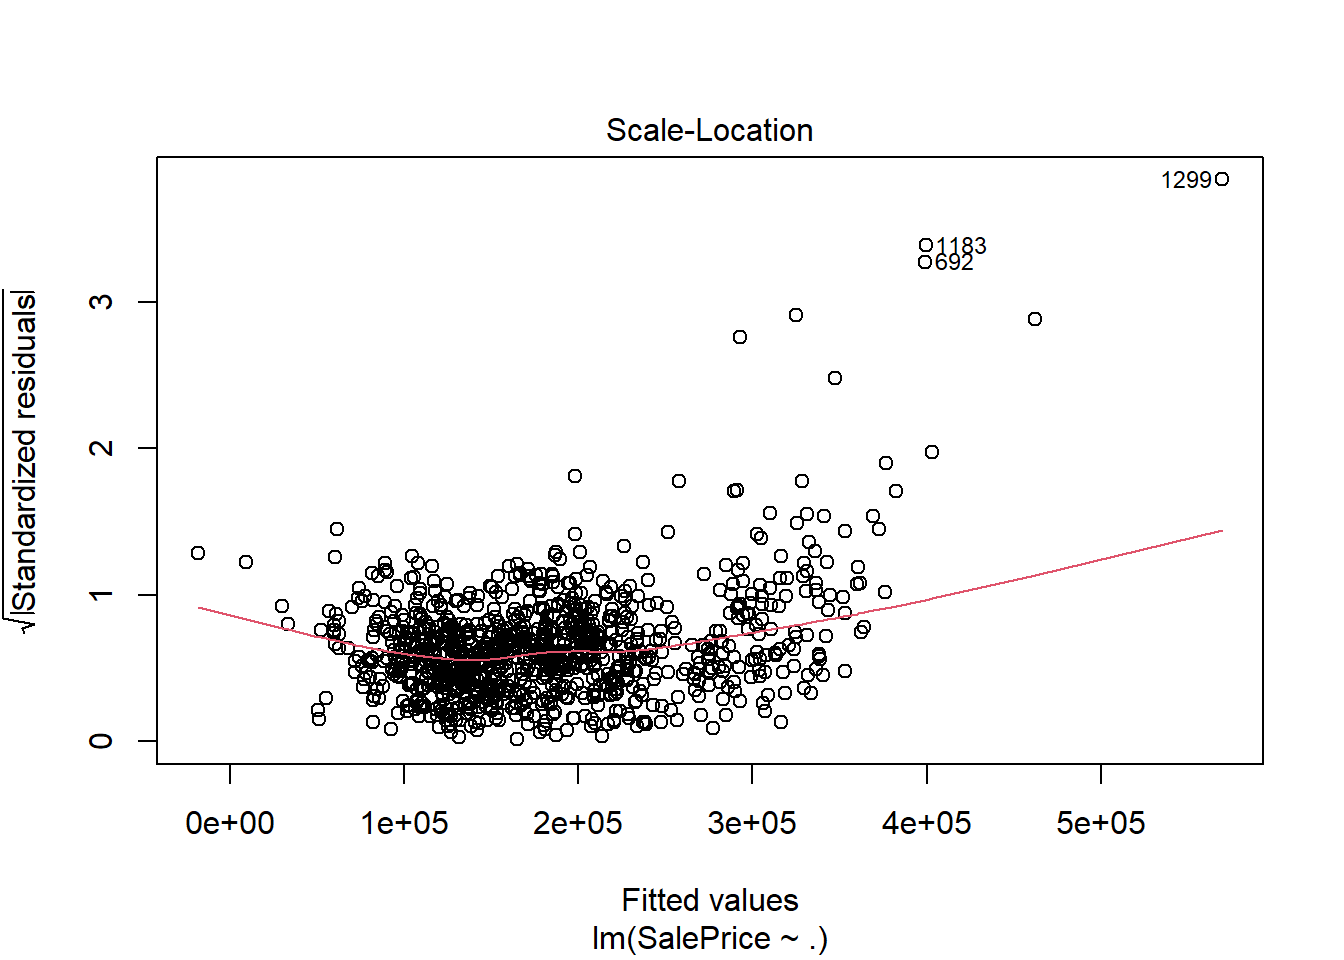 Scale-Location
√|Standardized residuals|
3
2
1
0
1299
1183
692
0e+00 1e+05 2e+05 3e+05 4e+05 5e+05
Fitted values
lm(SalePrice ~ .)